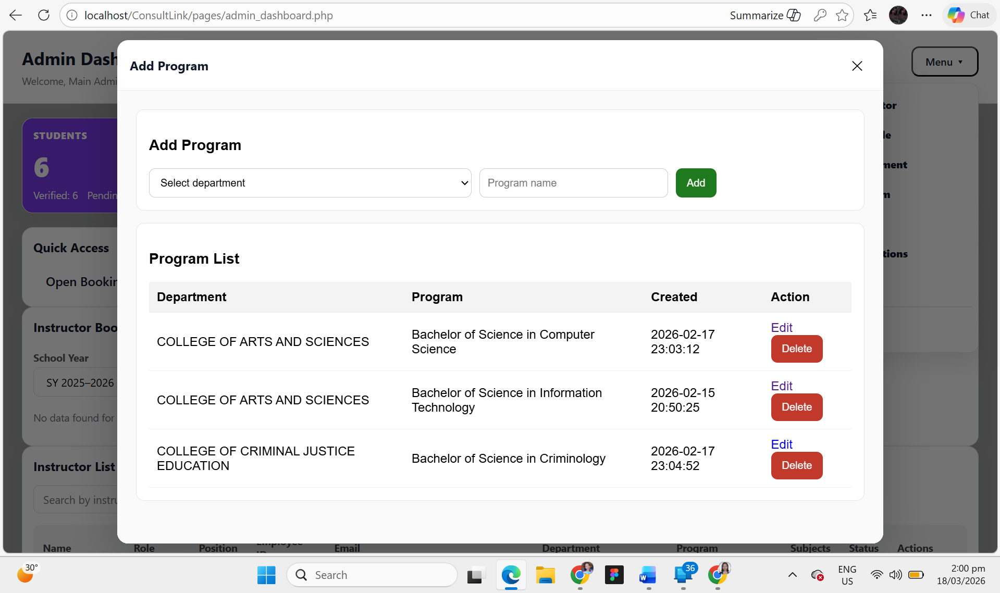 localhost/ConsultLink/pages/admin_dashboard.php
Summarize
Chat
Admin Dash
Welcome, Main Admi
Menu
Add Program
STUDENTS
6
Verified: 6 Pendin
Quick Access
Open Bookin
Instructor Boo
School Year
SY 2025–2026
No data found for
Instructor List
Search by instru
Add Program
Select department
Program name
Add
Program List
Department Program Created Action
COLLEGE OF ARTS AND SCIENCES
Bachelor of Science in Computer
Science
2026-02-17
23:03:12
Edit
Delete
COLLEGE OF ARTS AND SCIENCES
Bachelor of Science in Information
Technology
2026-02-15
20:50:25
Edit
Delete
COLLEGE OF CRIMINAL JUSTICE
EDUCATION
Bachelor of Science in Criminology
2026-02-17
23:04:52
Edit
Delete
tor
le
ment
m
tions
Name Role Position Employee Email Department Program Subjects Status Actions
30°
Search
36
ENG
US
2:00 pm
18/03/2026